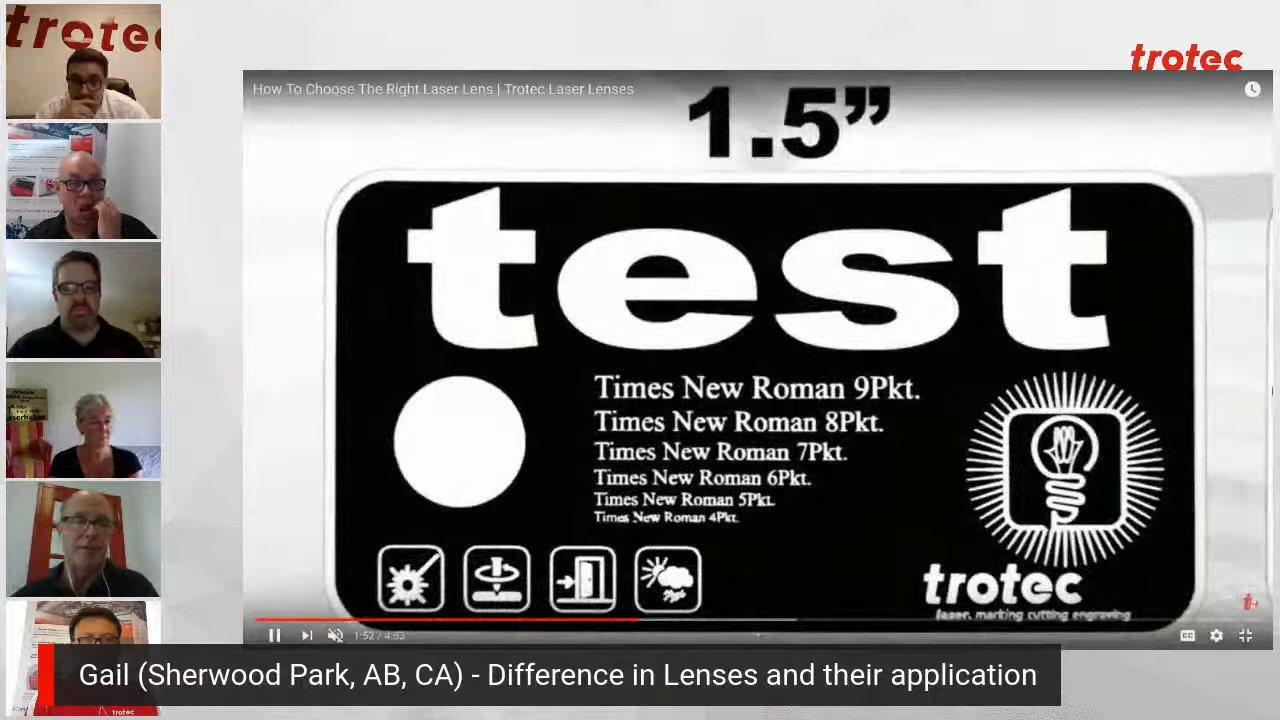 trotec
trotec
How To Choose The Right Laser Lens | Trotec Laser Lenses
1.5”
test
Times New Roman 9Pkt.
Times New Roman 8Pkt.
Times New Roman 7Pkt.
Times New Roman 6Pkt.
Times New Roman 5Pkt.
Times New Roman 4Pkt.
trotec
laser. marking cutting engraving
1:52 / 4:53
CC
Gail (Sherwood Park, AB, CA) - Difference in Lenses and their application
trotec